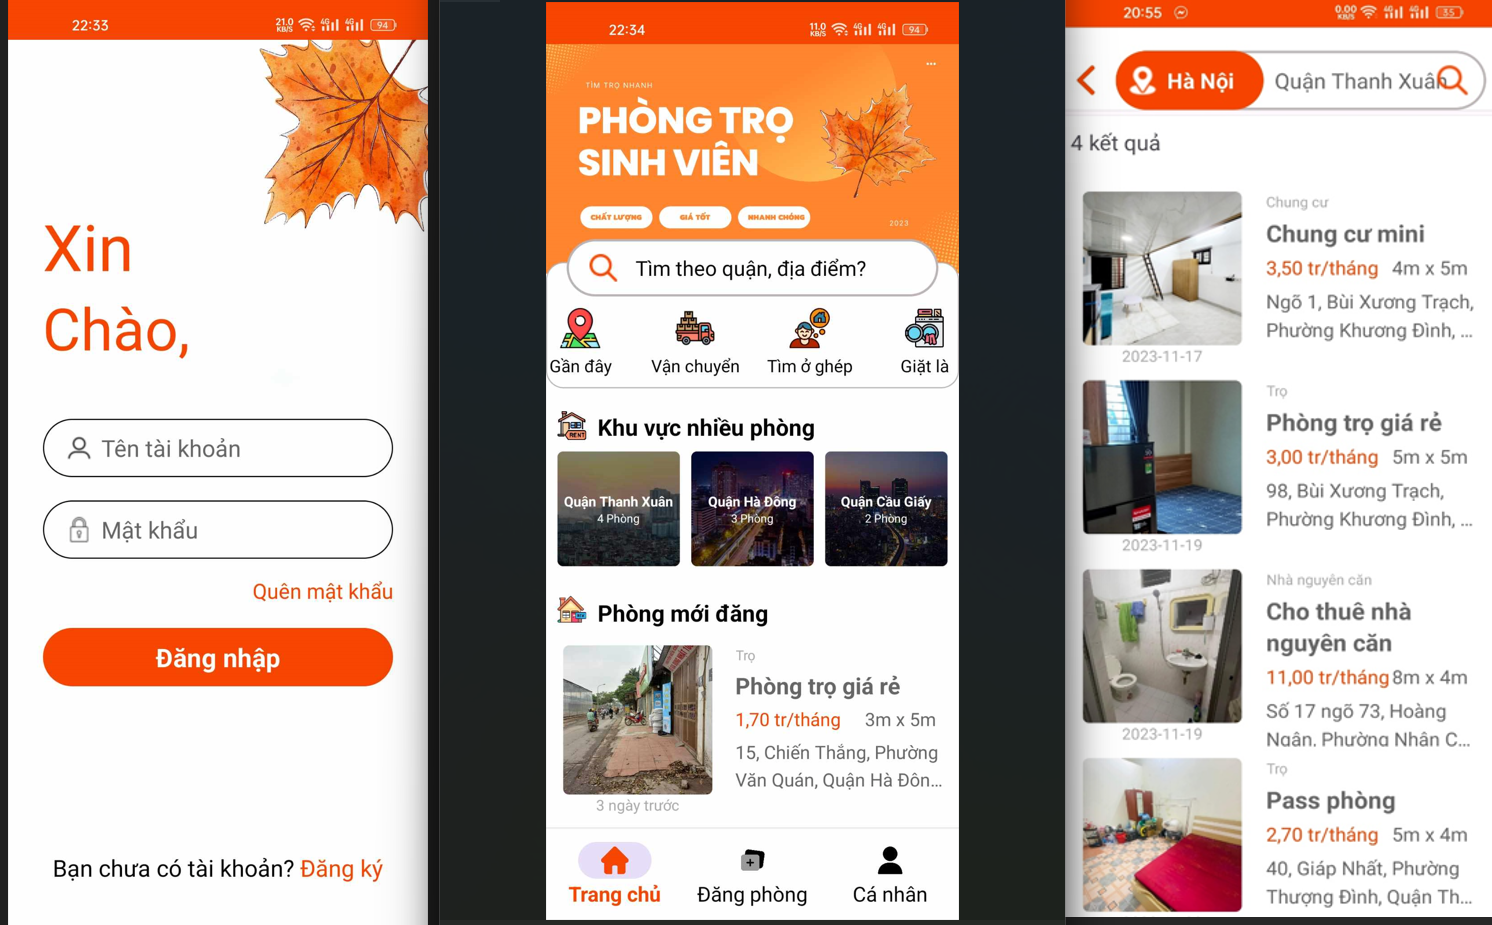 22:33
21.0 KB/S 4G 4G 94
Xin
Chào,
Tên tài khoản
Mật khẩu
Quên mật khẩu
Đăng nhập
Bạn chưa có tài khoản? Đăng ký
22:34
11.0 KB/S 4G 4G 94
TÌM TRỌ NHANH
PHÒNG TRỌ
SINH VIÊN
CHẤT LƯỢNG GIÁ TỐT NHANH CHÓNG
2023
Tìm theo quận, địa điểm?
Gần đây Vận chuyển Tìm ở ghép Giặt là
RENT
Khu vực nhiều phòng
Quận Thanh Xuân
4 Phòng
Quận Hà Đông
3 Phòng
Quận Cầu Giấy
2 Phòng
Phòng mới đăng
Trọ
Phòng trọ giá rẻ
1,70 tr/tháng 3m x 5m
15, Chiến Thắng, Phường
Văn Quán, Quận Hà Đôn...
3 ngày trước
Trang chủ Đăng phòng Cá nhân
20:55
0.00 KB/S 4G 4G 35
Hà Nội Quận Thanh Xuân
4 kết quả
Chung cư
Chung cư mini
3,50 tr/tháng 4m x 5m
Ngõ 1, Bùi Xương Trạch,
Phường Khương Đình, ...
2023-11-17
Trọ
Phòng trọ giá rẻ
3,00 tr/tháng 5m x 5m
98, Bùi Xương Trạch,
Phường Khương Đình, ...
2023-11-19
Nhà nguyên căn
Cho thuê nhà
nguyên căn
11,00 tr/tháng 8m x 4m
Số 17 ngõ 73, Hoàng
Ngân, Phường Nhân C...
2023-11-19
Trọ
Pass phòng
2,70 tr/tháng 5m x 4m
40, Giáp Nhất, Phường
Thượng Đình, Quận Th...